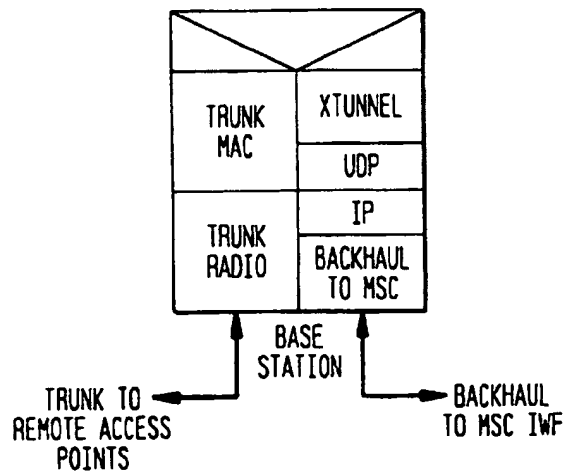 TRUNK
MAC
XTUNNEL
UDP
IP
TRUNK
RADIO
BACKHAUL
TO MSC
BASE
STATION
TRUNK TO
REMOTE ACCESS
POINTS
BACKHAUL
TO MSC IWF